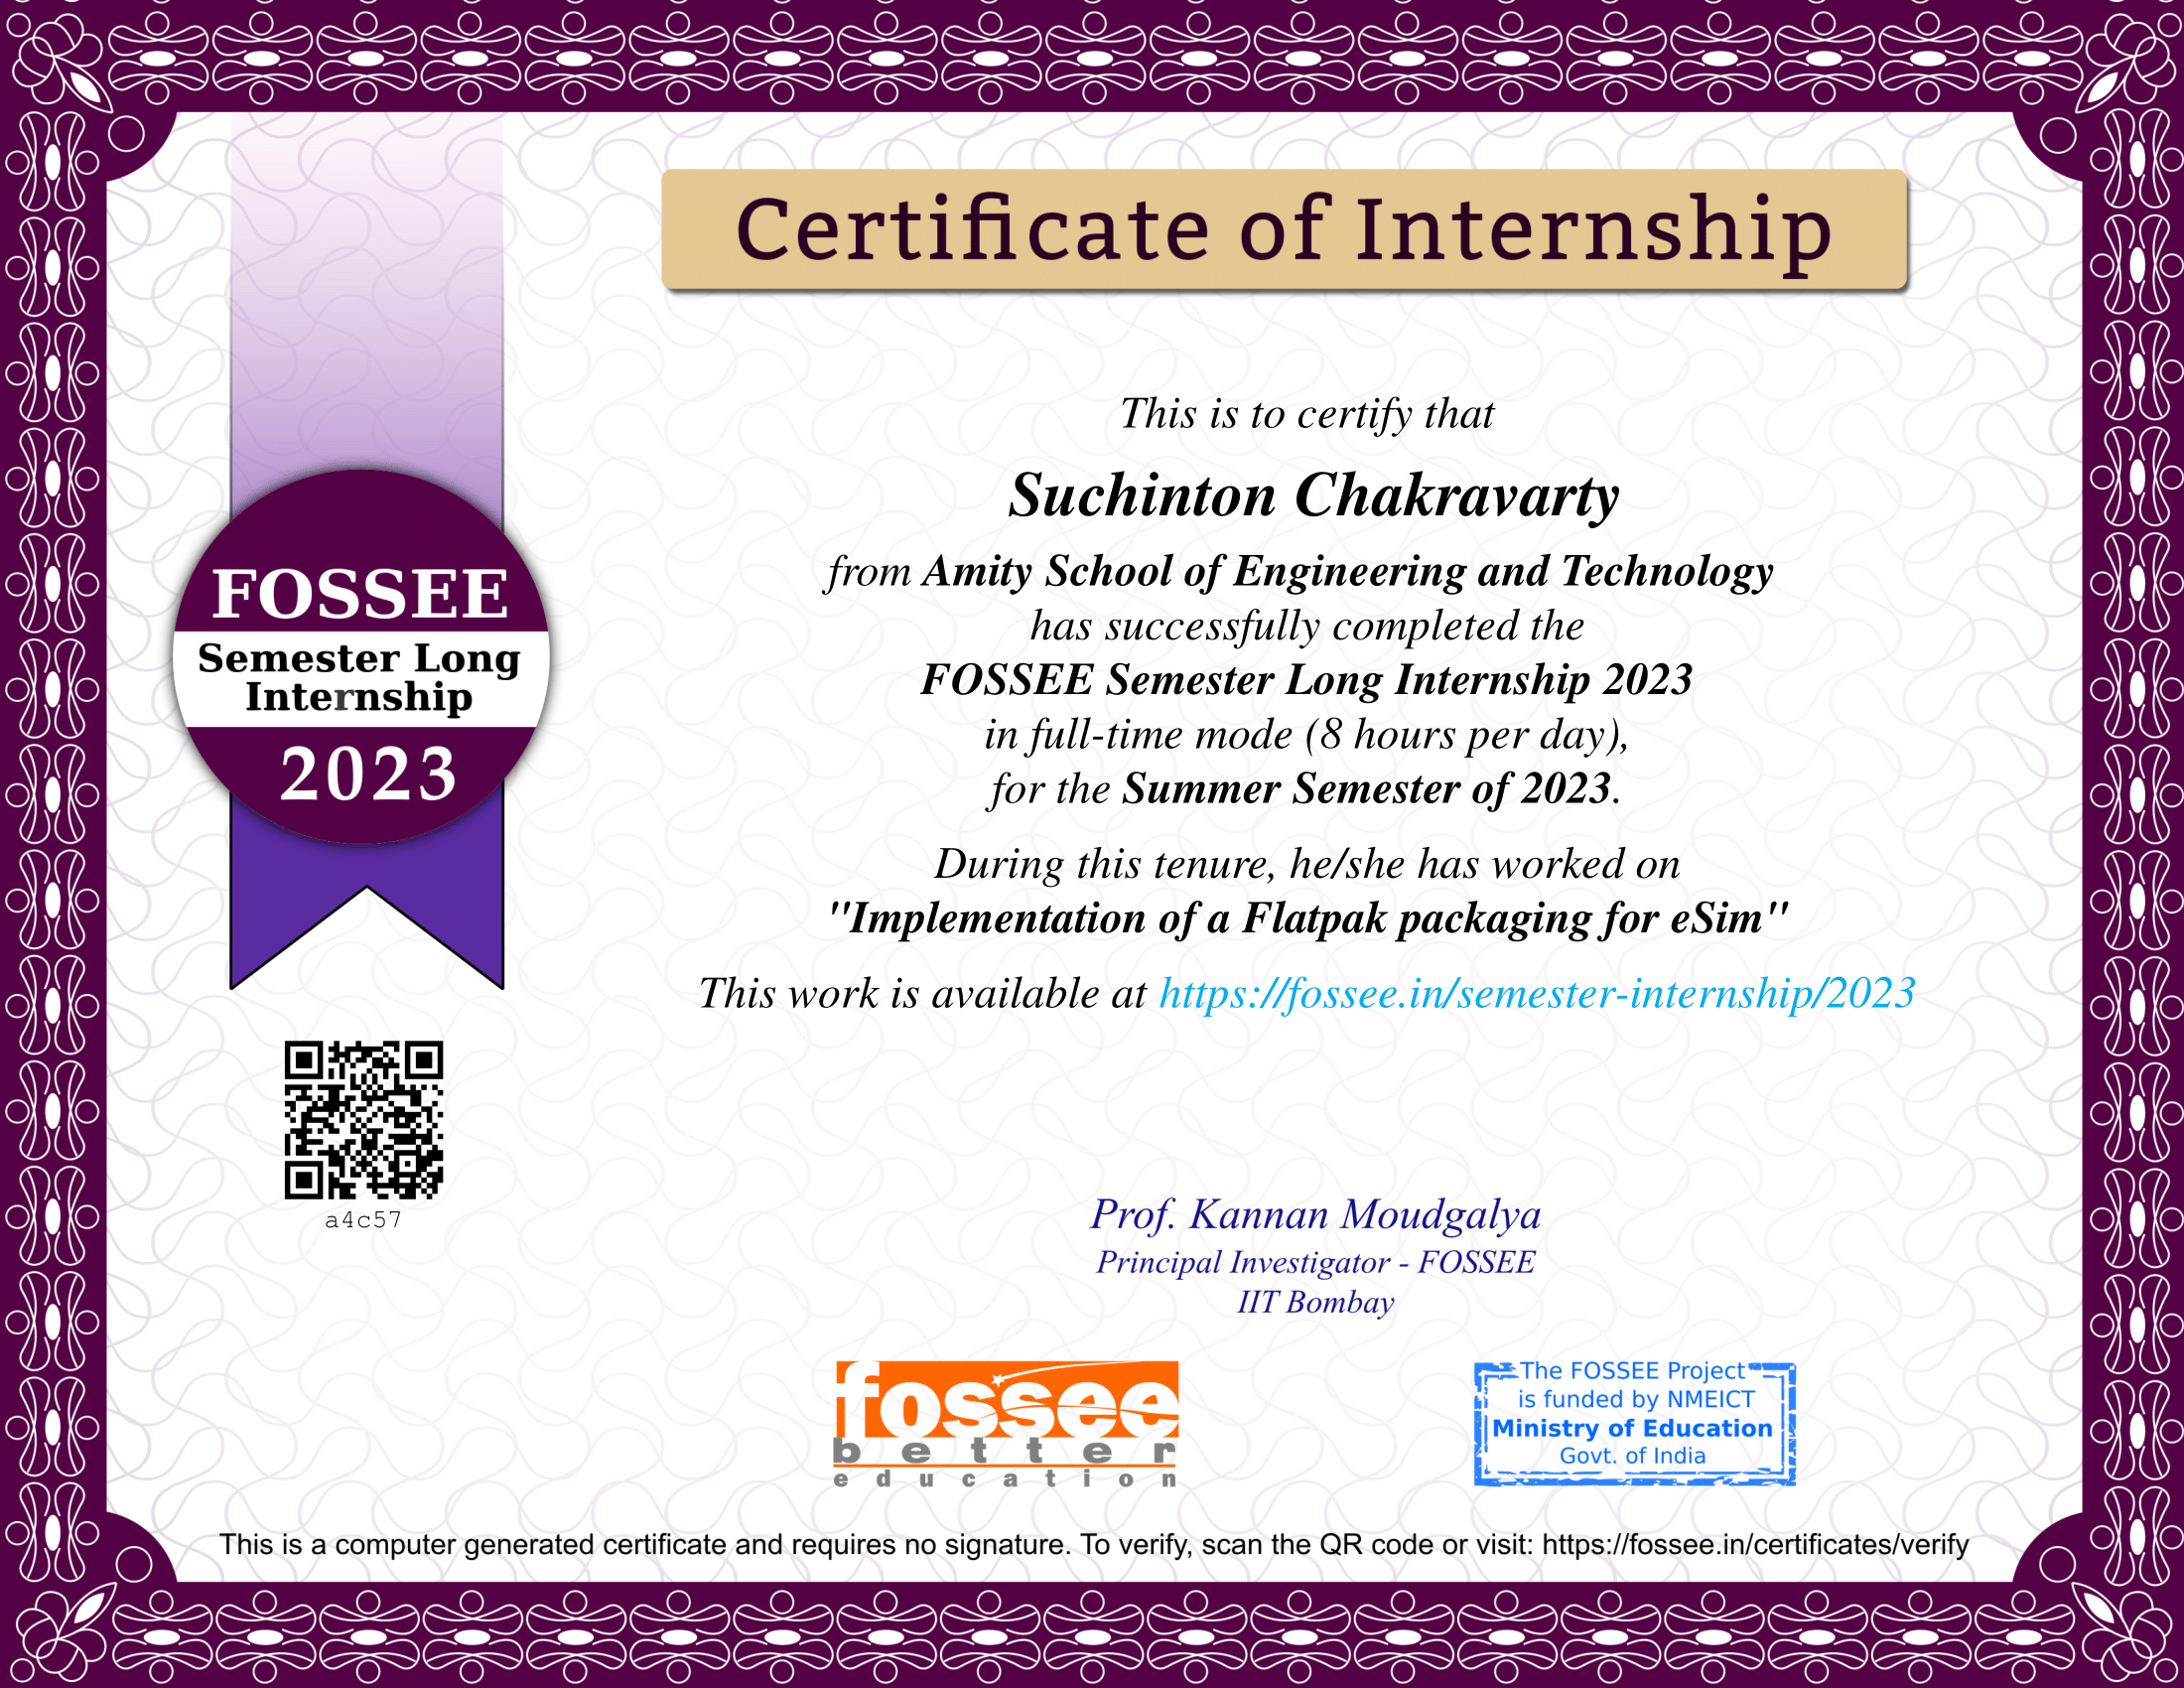 Certificate of Internship
This is to certify that
Suchinton Chakravarty
from Amity School of Engineering and Technology
has successfully completed the
FOSSEE Semester Long Internship 2023
in full-time mode (8 hours per day),
for the Summer Semester of 2023.
During this tenure, he/she has worked on
"Implementation of a Flatpak packaging for eSim"
This work is available at https://fossee.in/semester-internship/2023
FOSSEE
Semester Long
Internship
2023
a4c57
Prof. Kannan Moudgalya
Principal Investigator - FOSSEE
IIT Bombay
fossee
better
education
The FOSSEE Project
is funded by NMEICT
Ministry of Education
Govt. of India
This is a computer generated certificate and requires no signature. To verify, scan the QR code or visit: https://fossee.in/certificates/verify